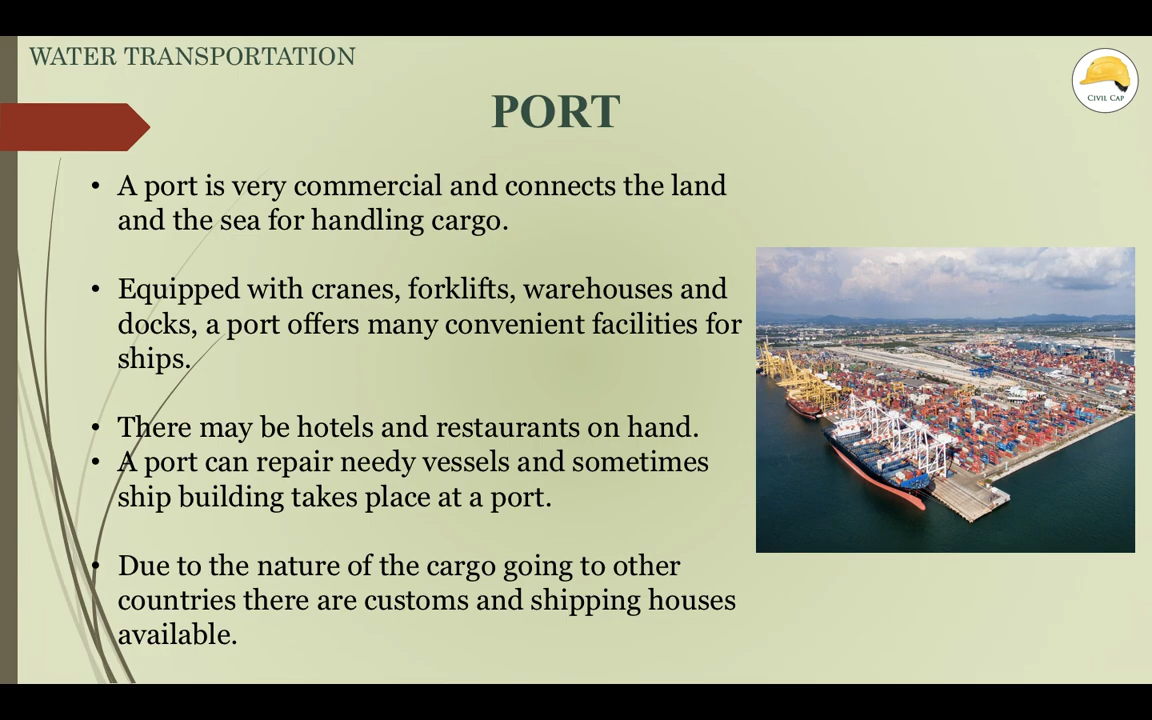 WATER TRANSPORTATION
CIVIL CAP
PORT
• A port is very commercial and connects the land
and the sea for handling cargo.
• Equipped with cranes, forklifts, warehouses and
docks, a port offers many convenient facilities for
ships.
• There may be hotels and restaurants on hand.
• A port can repair needy vessels and sometimes
ship building takes place at a port.
• Due to the nature of the cargo going to other
countries there are customs and shipping houses
available.